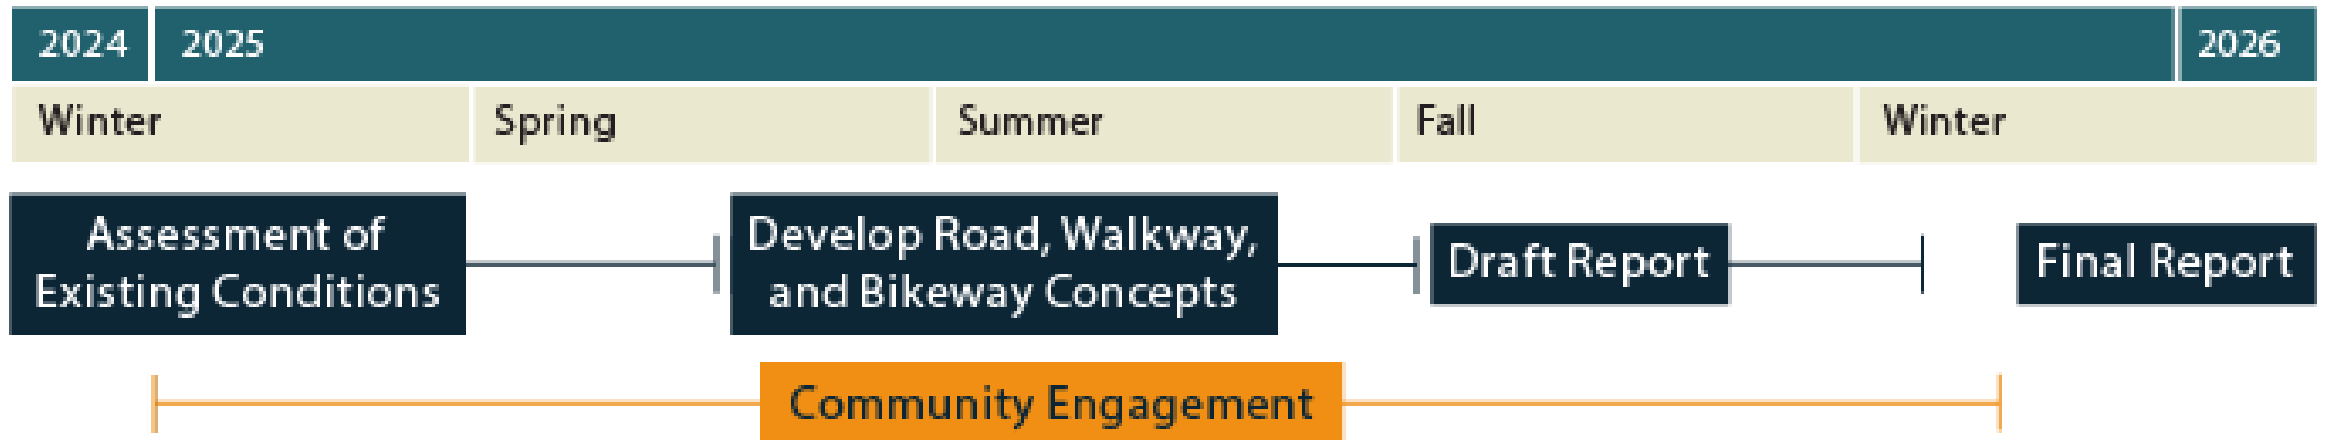 2024 2025 2026
Winter Spring Summer Fall Winter
Assessment of
Existing Conditions
Develop Road, Walkway,
and Bikeway Concepts
Draft Report
Final Report
Community Engagement